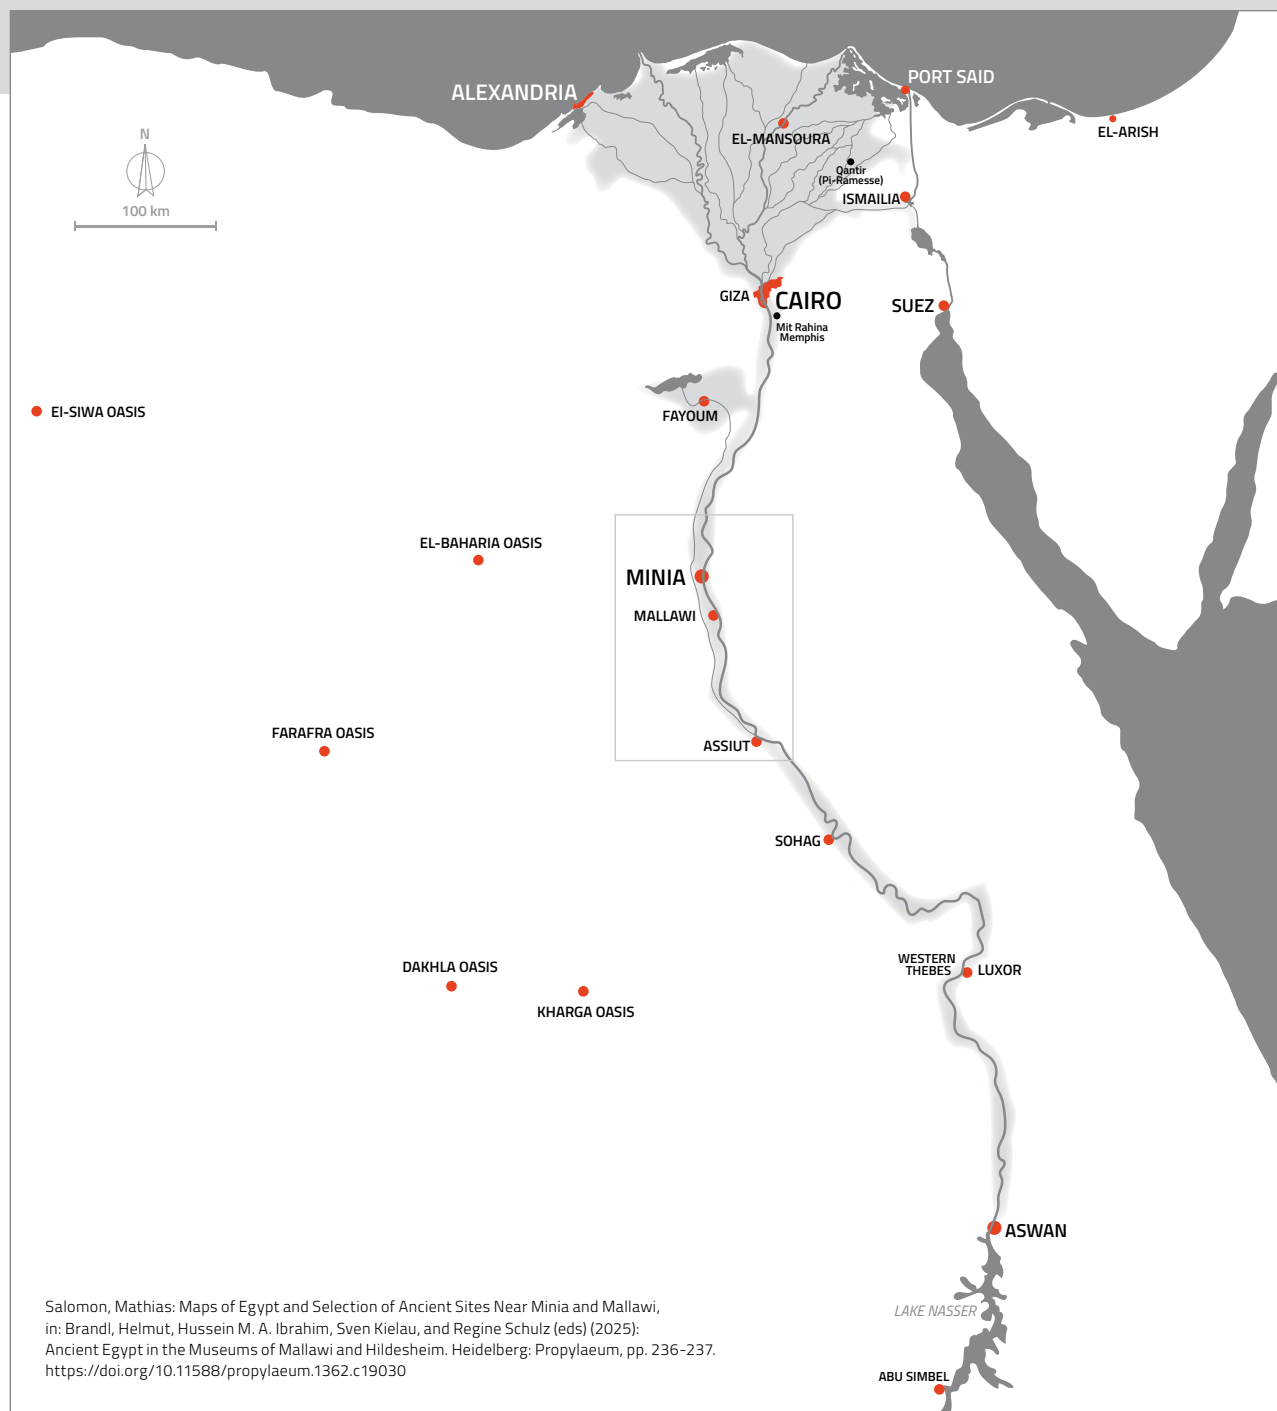 PORT SAID
ALEXANDRIA
EL-ARISH
N
EL-MANSOURA
Qantir
(Pi-Ramesse)
ISMAILIA
100 km
GIZA
CAIRO
SUEZ
Mit Rahina
Memphis
El-SIWA OASIS
FAYOUM
EL-BAHARIA OASIS
MINIA
MALLAWI
FARAFRA OASIS
ASSIUT
SOHAG
WESTERN
THEBES
LUXOR
DAKHLA OASIS
KHARGA OASIS
ASWAN
LAKE NASSER
ABU SIMBEL
Salomon, Mathias: Maps of Egypt and Selection of Ancient Sites Near Minia and Mallawi,
in: Brandl, Helmut, Hussein M. A. Ibrahim, Sven Kielau, and Regine Schulz (eds) (2025):
Ancient Egypt in the Museums of Mallawi and Hildesheim. Heidelberg: Propylaeum, pp. 236-237.
https://doi.org/10.11588/propylaeum.1362.c19030